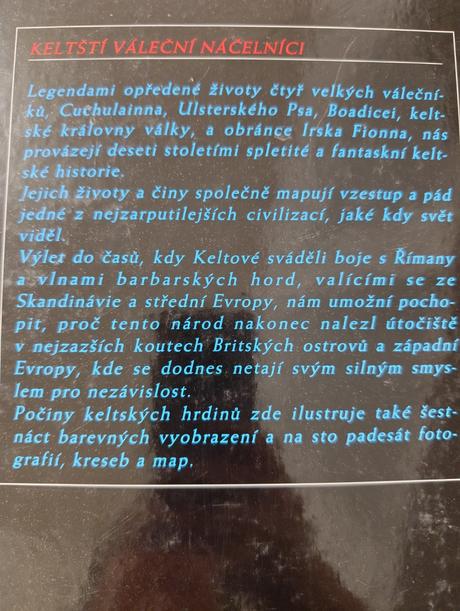 KELTŠTÍ VÁLEČNÍ NÁČELNÍCI
Legendami opředené životy čtyř velkých váleční-
ků, Cuchulainna, Ulsterského Psa, Boadicei, kelt-
ské královny války, a obránce Irska Fionna, nás
provázejí deseti stoletími spletité a fantaskní kelt-
ské historie.
Jejich životy a činy společně mapují vzestup a pád
jedné z nejzarputilejších civilizací, jaké kdy svět
viděl.
Výlet do časů, kdy Keltové sváděli boje s Římany
a vlnami barbarských hord, valícími se ze
Skandinávie a střední Evropy, nám umožní pocho-
pit, proč tento národ nakonec nalezl útočiště
v nejzazších koutech Britských ostrovů a západní
Evropy, kde se dodnes netají svým silným smys-
lem pro nezávislost.
Počiny keltských hrdinů zde ilustruje také šest-
náct barevných vyobrazení a na sto padesát foto-
grafií, kreseb a map.